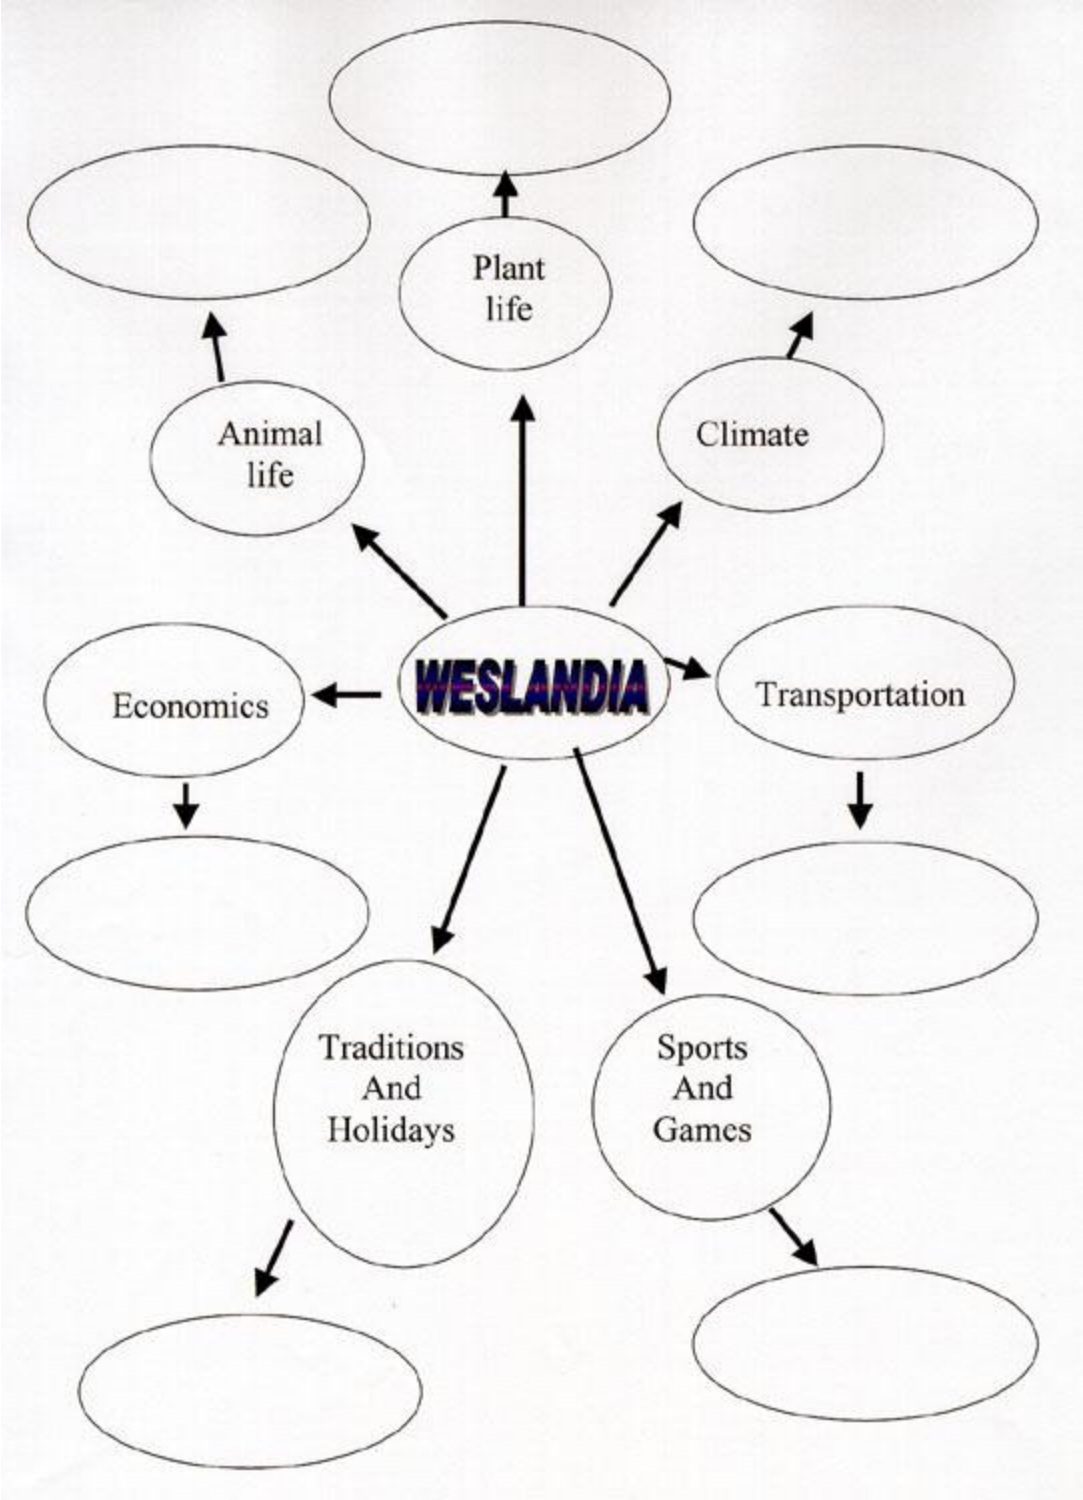 Plant
life
Animal
life
Climate
WESLANDIA
Economics
Transportation
Traditions
And
Holidays
Sports
And
Games